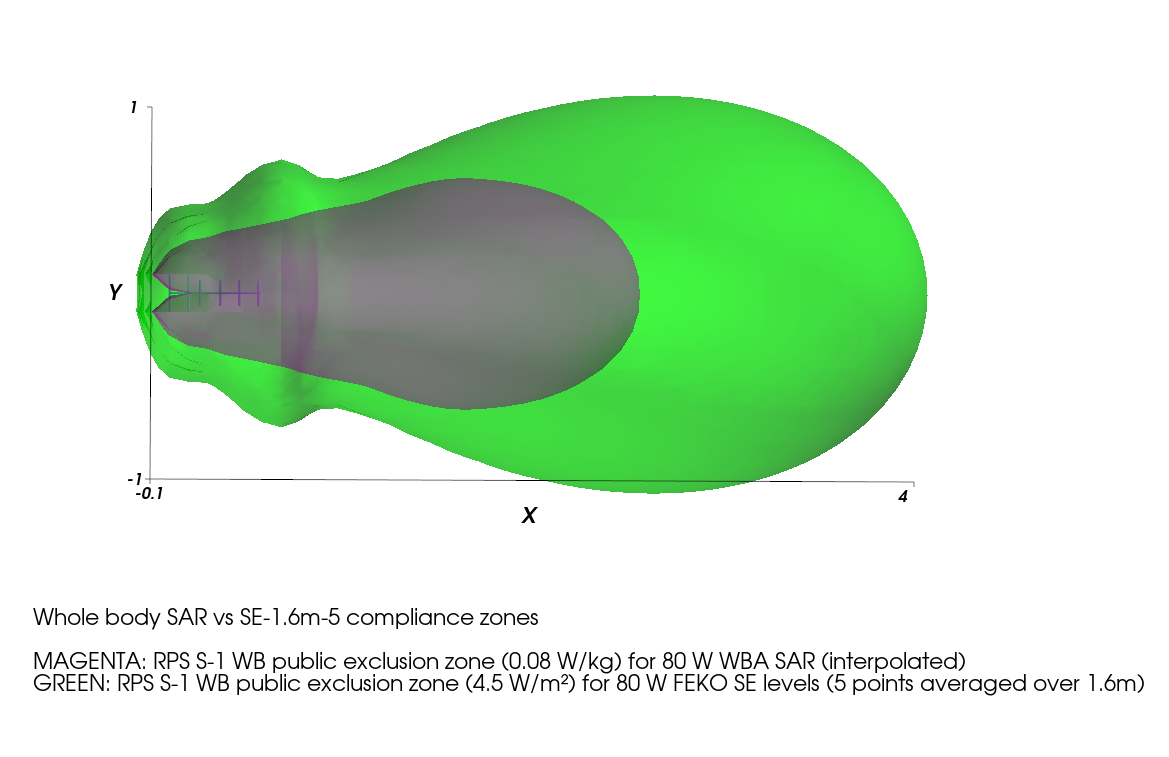 1
Y
-1
-0.1
4
X
Whole body SAR vs SE-1.6m-5 compliance zones
MAGENTA: RPS S-1 WB public exclusion zone (0.08 W/kg) for 80 W WBA SAR (interpolated)
GREEN: RPS S-1 WB public exclusion zone (4.5 W/m²) for 80 W FEKO SE levels (5 points averaged over 1.6m)